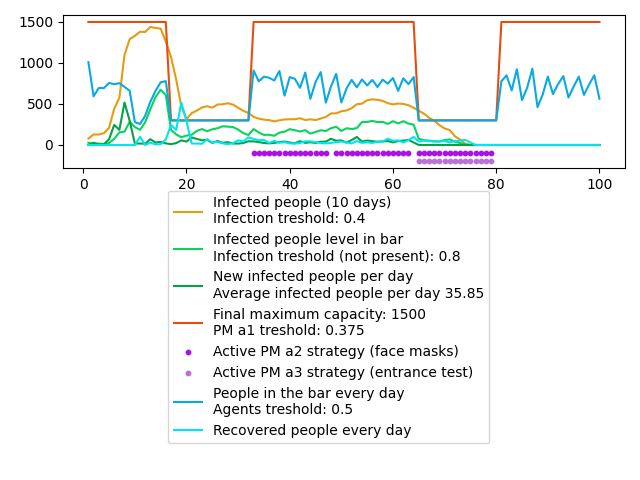 1500
1000
500
0
0
20
40
60
80
100
Infected people (10 days)
Infection treshold: 0.4
Infected people level in bar
Infection treshold (not present): 0.8
New infected people per day
Average infected people per day 35.85
Final maximum capacity: 1500
PM a1 treshold: 0.375
Active PM a2 strategy (face masks)
Active PM a3 strategy (entrance test)
People in the bar every day
Agents treshold: 0.5
Recovered people every day